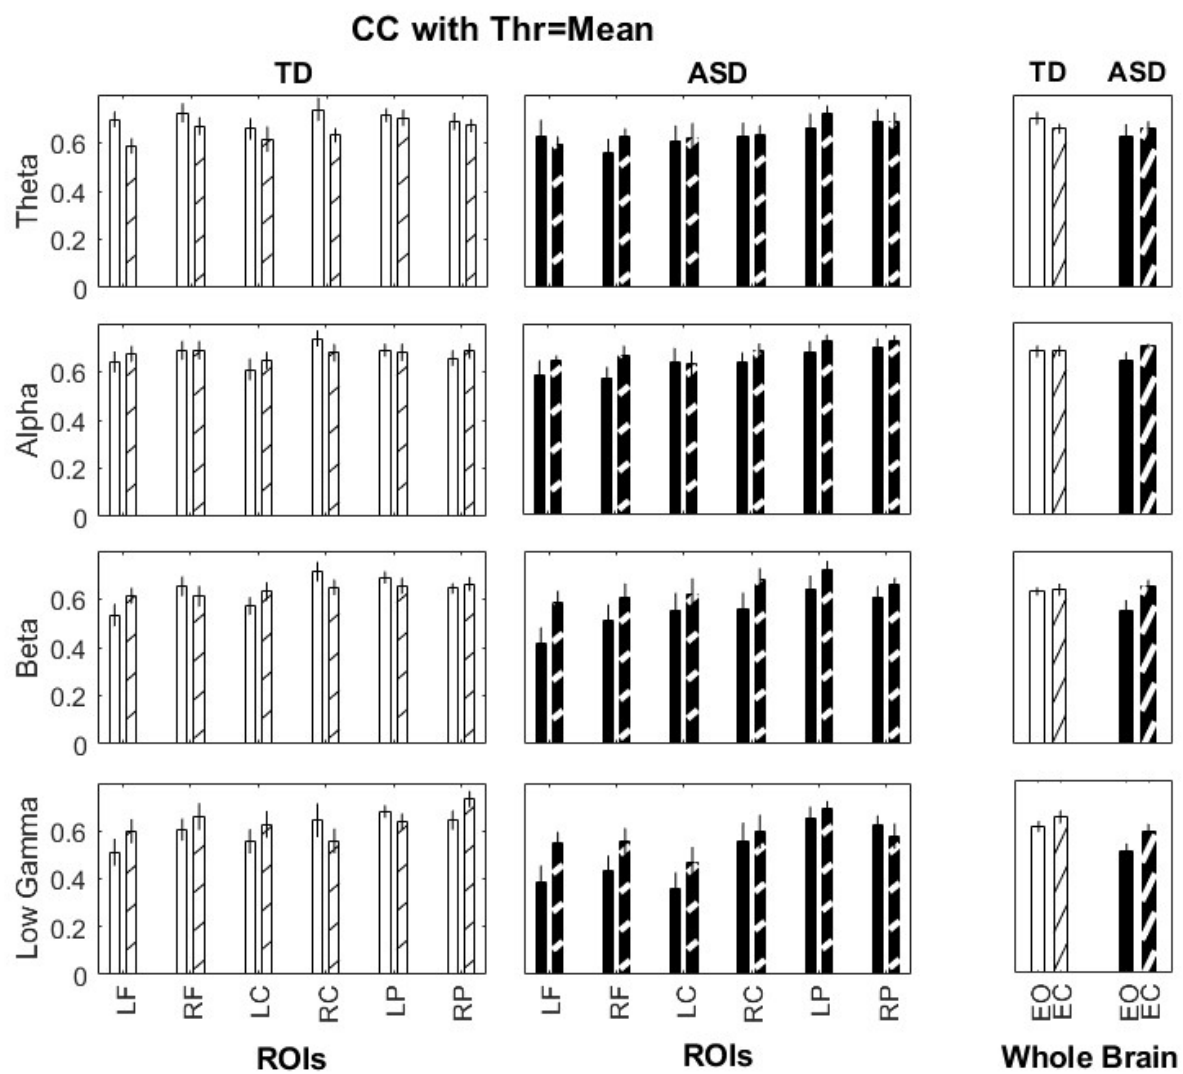 CC with Thr=Mean
TD
ASD
TD ASD
Theta
0.6
0.4
0.2
0
Alpha
0.6
0.4
0.2
0
Beta
0.6
0.4
0.2
0
Low Gamma
0.6
0.4
0.2
0
LF RF LC RC LP RP
LF RF LC RC LP RP
EO EC EO EC
ROIs
ROIs
Whole Brain